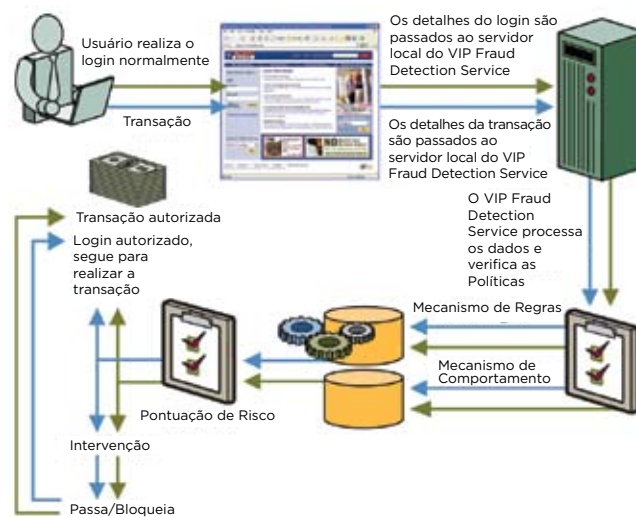 Usuário realiza o
login normalmente
Transação
Os detalhes do login são
passados ao servidor
local do VIP Fraud
Detection Service
Os detalhes da transação
são passados ao
servidor local do VIP
Fraud Detection Service
O VIP Fraud
Detection
Service processa
os dados e
verifica as
Políticas
Transação autorizada
Login autorizado,
segue para
realizar a
transação
Mecanismo de Regras
Mecanismo de
Comportamento
Pontuação de Risco
Intervenção
Passa/Bloqueia